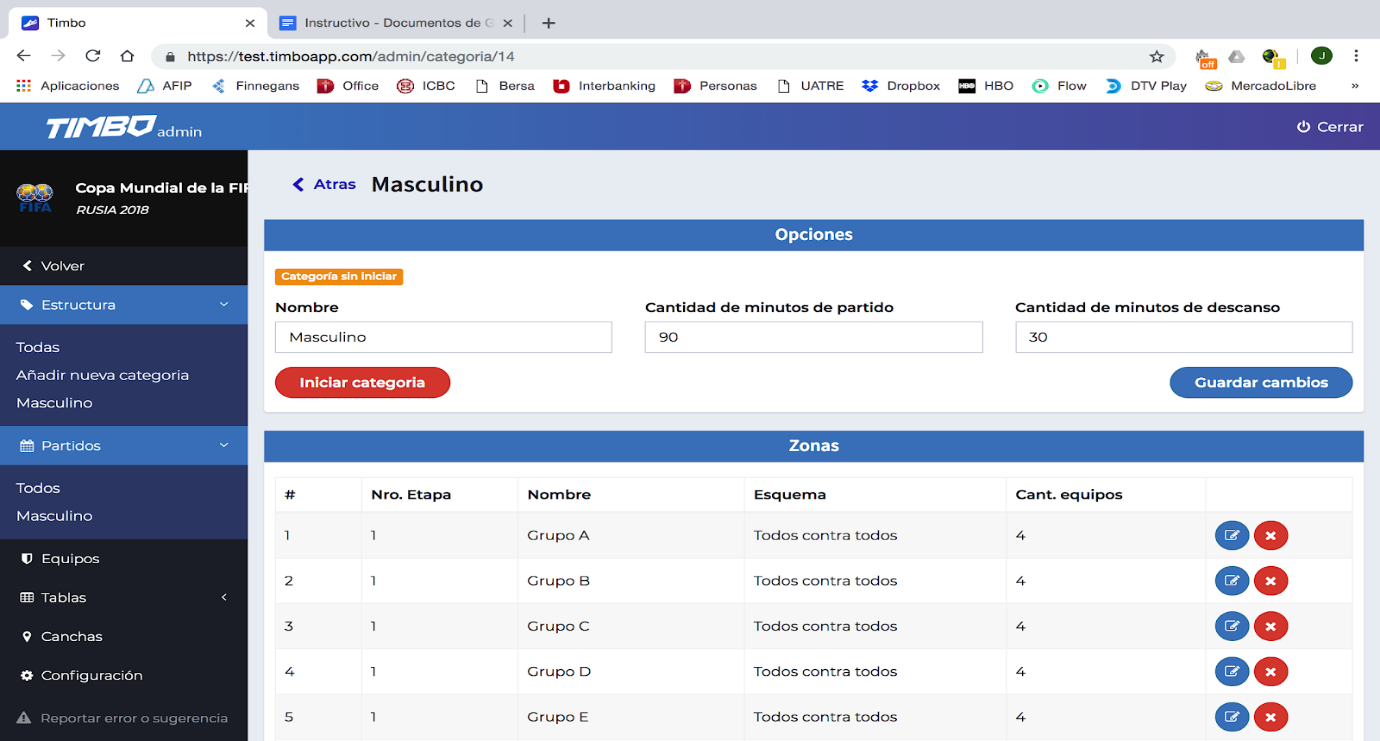 Timbo
Instructivo - Documentos de G
https://test.timboapp.com/admin/categoria/14
off
J
Aplicaciones AFIP Finnegans Office ICBC Bersa Interbanking Personas UATRE Dropbox HBO HBO Flow DTV Play MercadoLibre »
TIMBO admin
Cerrar
FIFA
Copa Mundial de la FIF
RUSIA 2018
Volver
Estructura
Todas
Añadir nueva categoria
Masculino
Partidos
Todos
Masculino
Equipos
Tablas
Canchas
Configuración
Reportar error o sugerencia
Atras Masculino
Opciones
Categoría sin iniciar
Nombre Cantidad de minutos de partido Cantidad de minutos de descanso
Masculino 90 30
Iniciar categoria Guardar cambios
Zonas
# Nro. Etapa Nombre Esquema Cant. equipos
1 1 Grupo A Todos contra todos 4
2 1 Grupo B Todos contra todos 4
3 1 Grupo C Todos contra todos 4
4 1 Grupo D Todos contra todos 4
5 1 Grupo E Todos contra todos 4